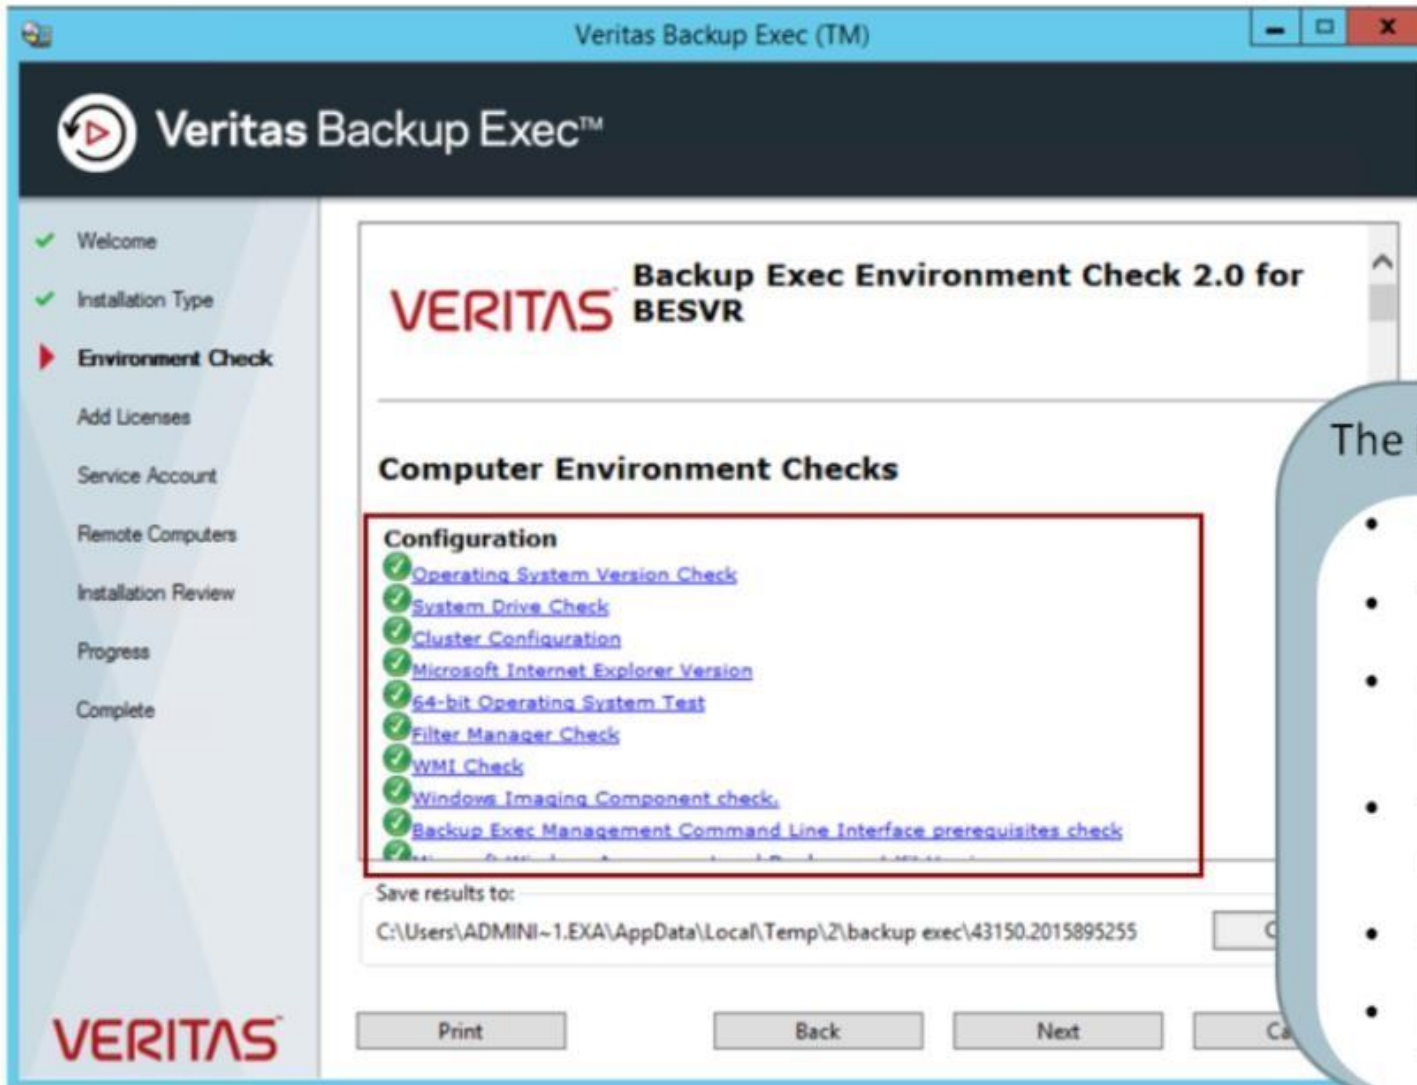 Veritas Backup Exec (TM)
Veritas Backup Exec™
Welcome
Installation Type
Environment Check
Add Licenses
Service Account
Remote Computers
Installation Review
Progress
Complete
VERITAS
VERITAS
Backup Exec Environment Check 2.0 for
BESVR
Computer Environment Checks
Configuration
Operating System Version Check
System Drive Check
Cluster Configuration
Microsoft Internet Explorer Version
64-bit Operating System Test
Filter Manager Check
WMI Check
Windows Imaging Component check.
Backup Exec Management Command Line Interface prerequisites check
Save results to:
C:\Users\ADMINI~1.EXA\AppData\Local\Temp\2\backup exec\43150.2015895255
Print
Back
Next
Ca
The